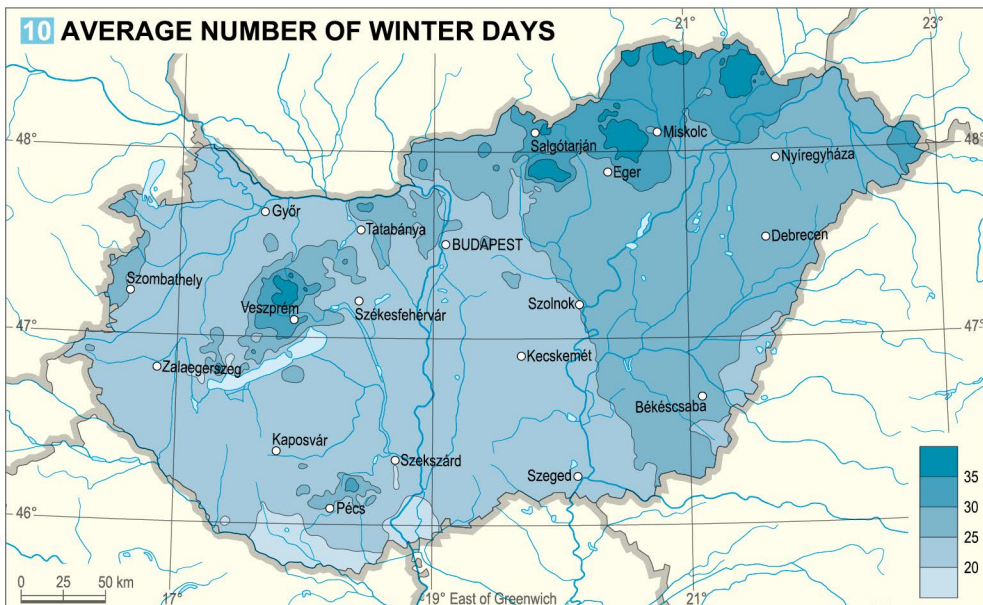 10 AVERAGE NUMBER OF WINTER DAYS
21°
23°
48°
Salgótarján
Miskolc
48°
Nyíregyháza
Eger
Győr
Tatabánya
BUDAPEST
Debrecen
Szombathely
Veszprém
Székesfehérvár
Szolnok
47°
47°
Zalaegerszeg
Kecskemét
Békéscsaba
Kaposvár
Szekszárd
Szeged
35
46°
Pécs
30
25
20
0 25 50 km
17°
19° East of Greenwich
21°